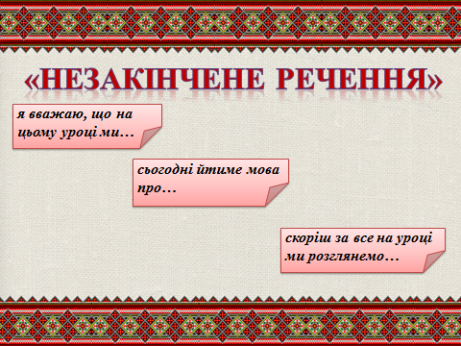 «НЕЗАКІНЧЕНЕ РЕЧЕННЯ»
я вважаю, що на
цьому уроці ми...
сьогодні йтиме мова
про...
скоріш за все на уроці
ми розглянемо...